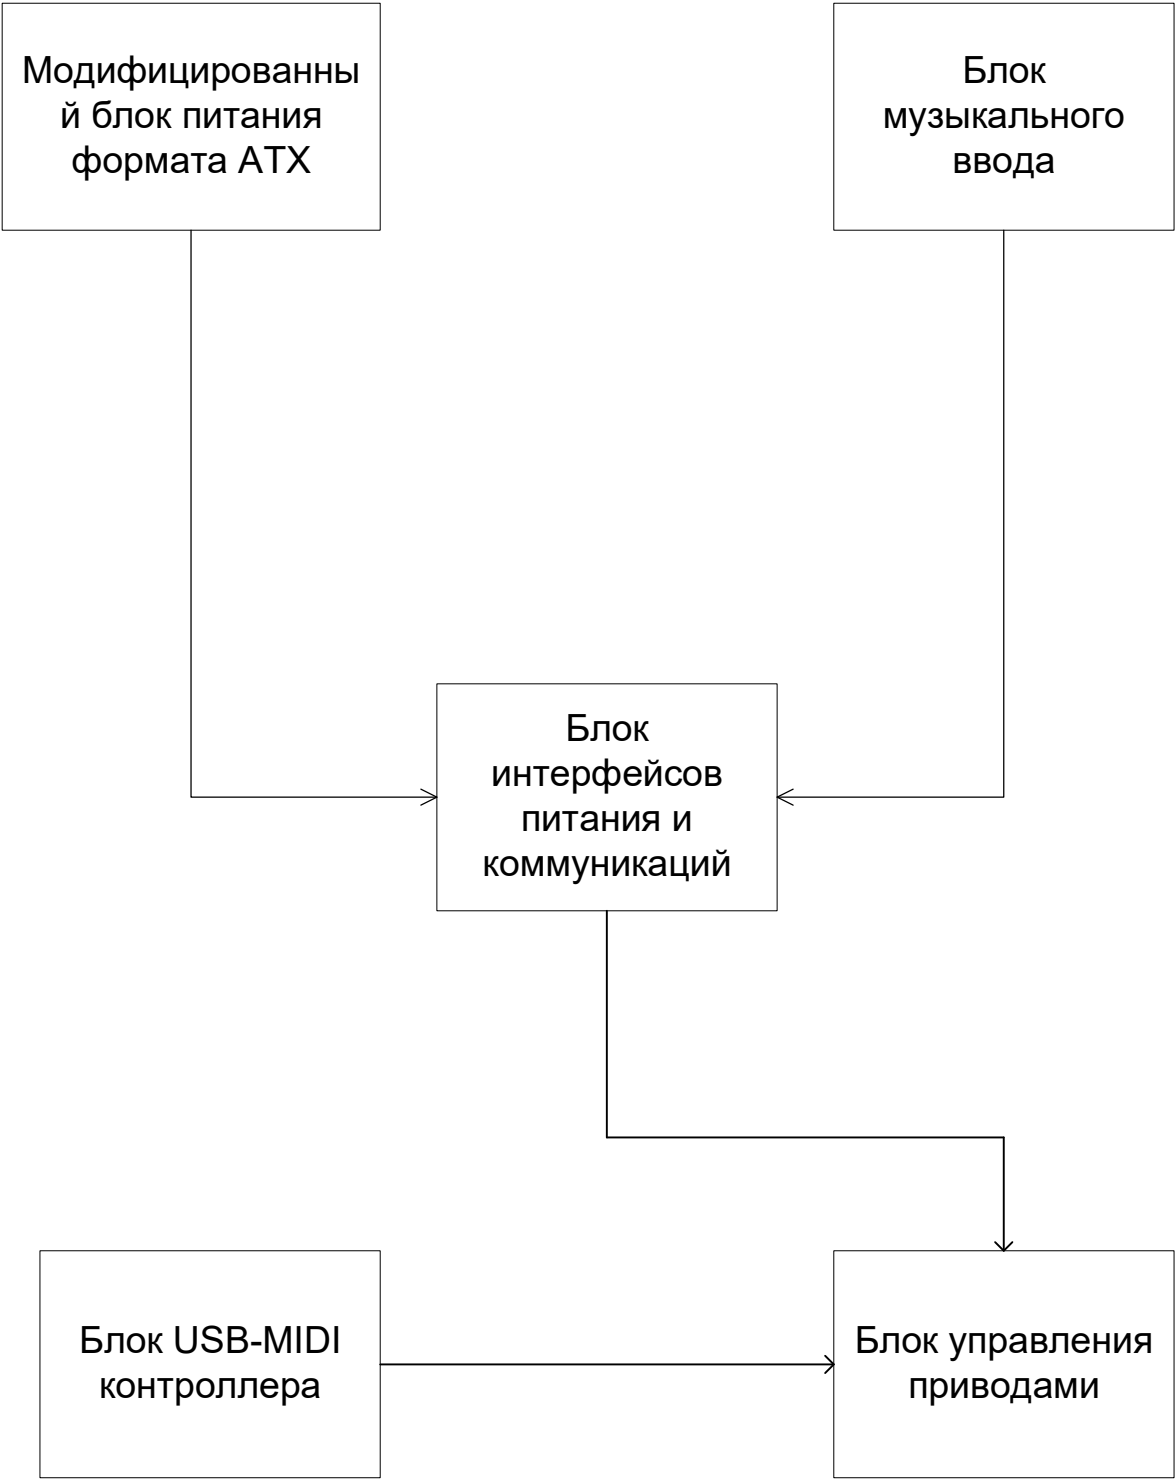 Модифицированны
й блок питания
формата ATX
Блок
музыкального
ввода
Блок
интерфейсов
питания и
коммуникаций
Блок USB-MIDI
контроллера
Блок управления
приводами